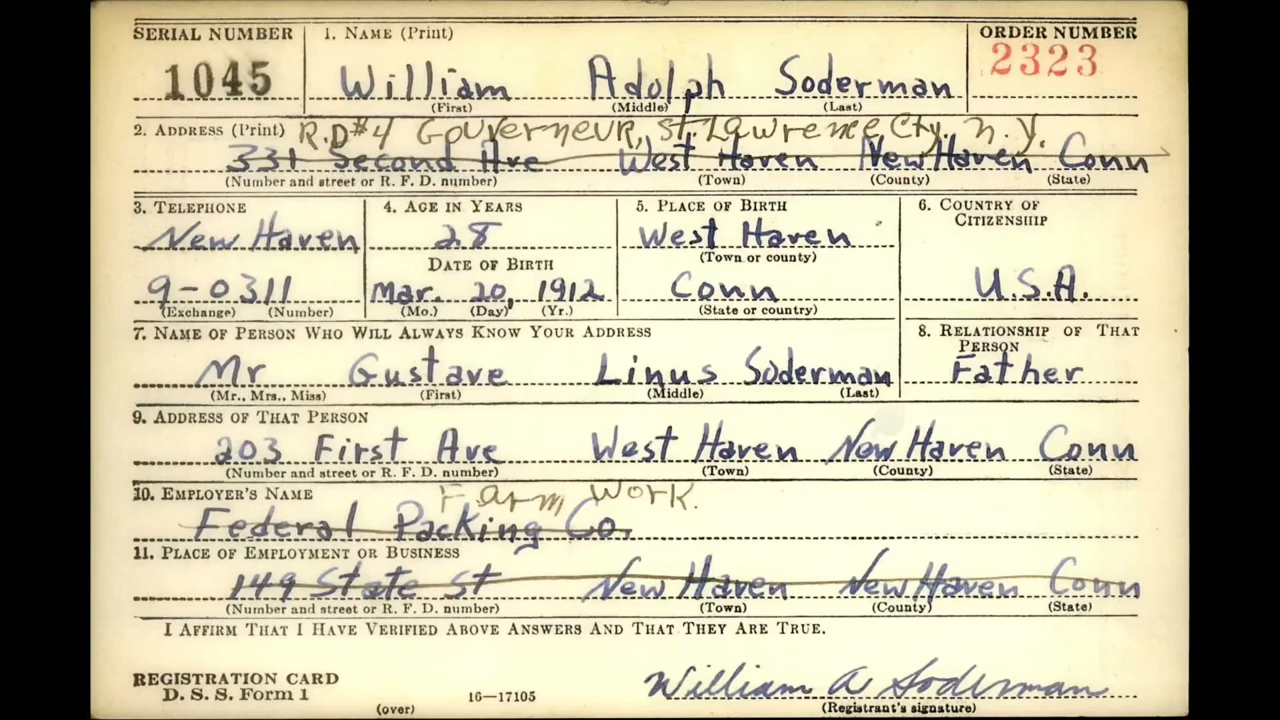 SERIAL NUMBER 1. NAME (Print) ORDER NUMBER
1045 William Adolph Soderman 2323
(First) (Middle) (Last)
2. ADDRESS (Print) R.D#4 Gouverneur, St. Lawrence Cty. N.Y.
331 Second Ave West Haven New Haven Conn
(Number and street or R. F. D. number) (Town) (County) (State)
3. TELEPHONE 4. AGE IN YEARS 5. PLACE OF BIRTH 6. COUNTRY OF
CITIZENSHIP
New Haven 28 West Haven
DATE OF BIRTH (Town or county)
9-0311 Mar. 20, 1912 Conn U.S.A.
(Exchange) (Number) (Mo.) (Day) (Yr.) (State or country)
7. NAME OF PERSON WHO WILL ALWAYS KNOW YOUR ADDRESS 8. RELATIONSHIP OF THAT
PERSON
Mr Gustave Linus Soderman Father
(Mr., Mrs., Miss) (First) (Middle) (Last)
9. ADDRESS OF THAT PERSON
203 First Ave West Haven New Haven Conn
(Number and street or R. F. D. number) (Town) (County) (State)
10. EMPLOYER'S NAME Farm Work.
Federal Packing Co.
11. PLACE OF EMPLOYMENT OR BUSINESS
149 State St New Haven New Haven Conn
(Number and street or R. F. D. number) (Town) (County) (State)
I AFFIRM THAT I HAVE VERIFIED ABOVE ANSWERS AND THAT THEY ARE TRUE.
REGISTRATION CARD William A Soderman
D. S. S. Form 1 16—17105 (Registrant's signature)
(over)